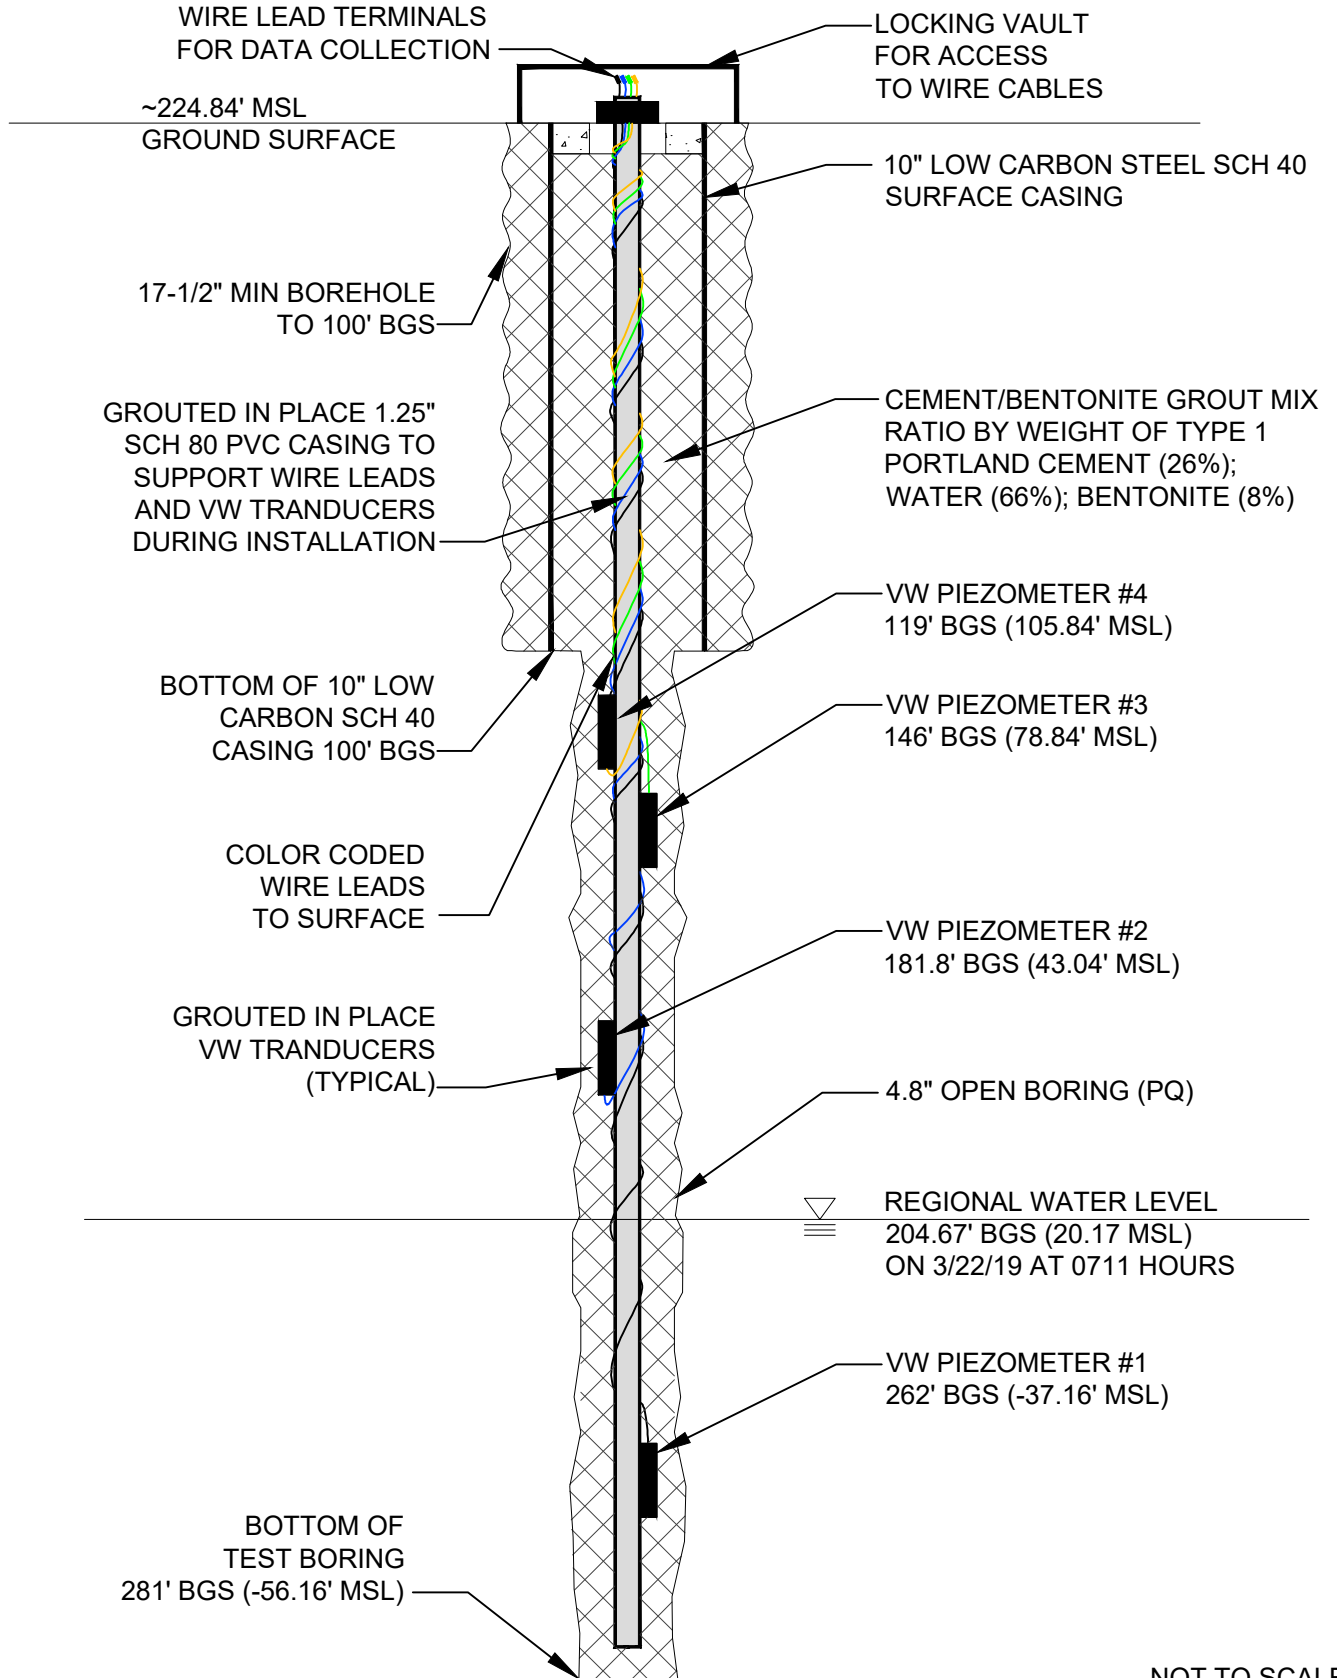 WIRE LEAD TERMINALS
FOR DATA COLLECTION
LOCKING VAULT
FOR ACCESS
TO WIRE CABLES
~224.84' MSL
GROUND SURFACE
10" LOW CARBON STEEL SCH 40
SURFACE CASING
17-1/2" MIN BOREHOLE
TO 100' BGS
GROUTED IN PLACE 1.25"
SCH 80 PVC CASING TO
SUPPORT WIRE LEADS
AND VW TRANDUCERS
DURING INSTALLATION
CEMENT/BENTONITE GROUT MIX
RATIO BY WEIGHT OF TYPE 1
PORTLAND CEMENT (26%);
WATER (66%); BENTONITE (8%)
VW PIEZOMETER #4
119' BGS (105.84' MSL)
BOTTOM OF 10" LOW
CARBON SCH 40
CASING 100' BGS
VW PIEZOMETER #3
146' BGS (78.84' MSL)
COLOR CODED
WIRE LEADS
TO SURFACE
VW PIEZOMETER #2
181.8' BGS (43.04' MSL)
GROUTED IN PLACE
VW TRANDUCERS
(TYPICAL)
4.8" OPEN BORING (PQ)
REGIONAL WATER LEVEL
204.67' BGS (20.17 MSL)
ON 3/22/19 AT 0711 HOURS
VW PIEZOMETER #1
262' BGS (-37.16' MSL)
BOTTOM OF
TEST BORING
281' BGS (-56.16' MSL)
NOT TO SCALE